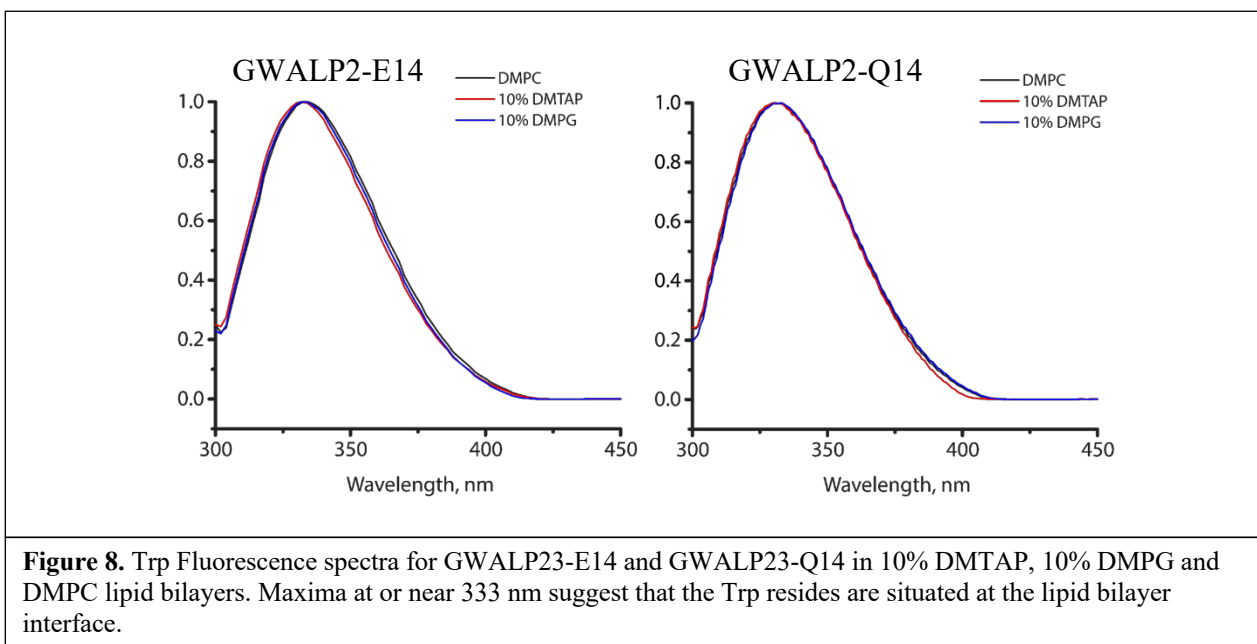 GWALP2-E14
DMPC
10% DMTAP
10% DMPG
1.0
0.8
0.6
0.4
0.2
0.0
300
350
400
450
Wavelength, nm
GWALP2-Q14
DMPC
10% DMTAP
10% DMPG
1.0
0.8
0.6
0.4
0.2
0.0
300
350
400
450
Wavelength, nm
Figure 8. Trp Fluorescence spectra for GWALP23-E14 and GWALP23-Q14 in 10% DMTAP, 10% DMPG and
DMPC lipid bilayers. Maxima at or near 333 nm suggest that the Trp resides are situated at the lipid bilayer
interface.